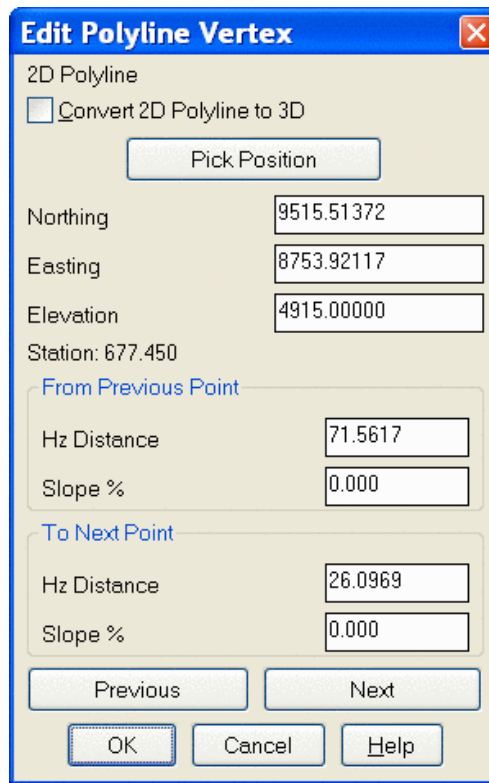 Edit Polyline Vertex
2D Polyline
Convert 2D Polyline to 3D
Pick Position
Northing 9515.51372
Easting 8753.92117
Elevation 4915.00000
Station: 677.450
From Previous Point
Hz Distance 71.5617
Slope % 0.000
To Next Point
Hz Distance 26.0969
Slope % 0.000
Previous Next
OK Cancel Help